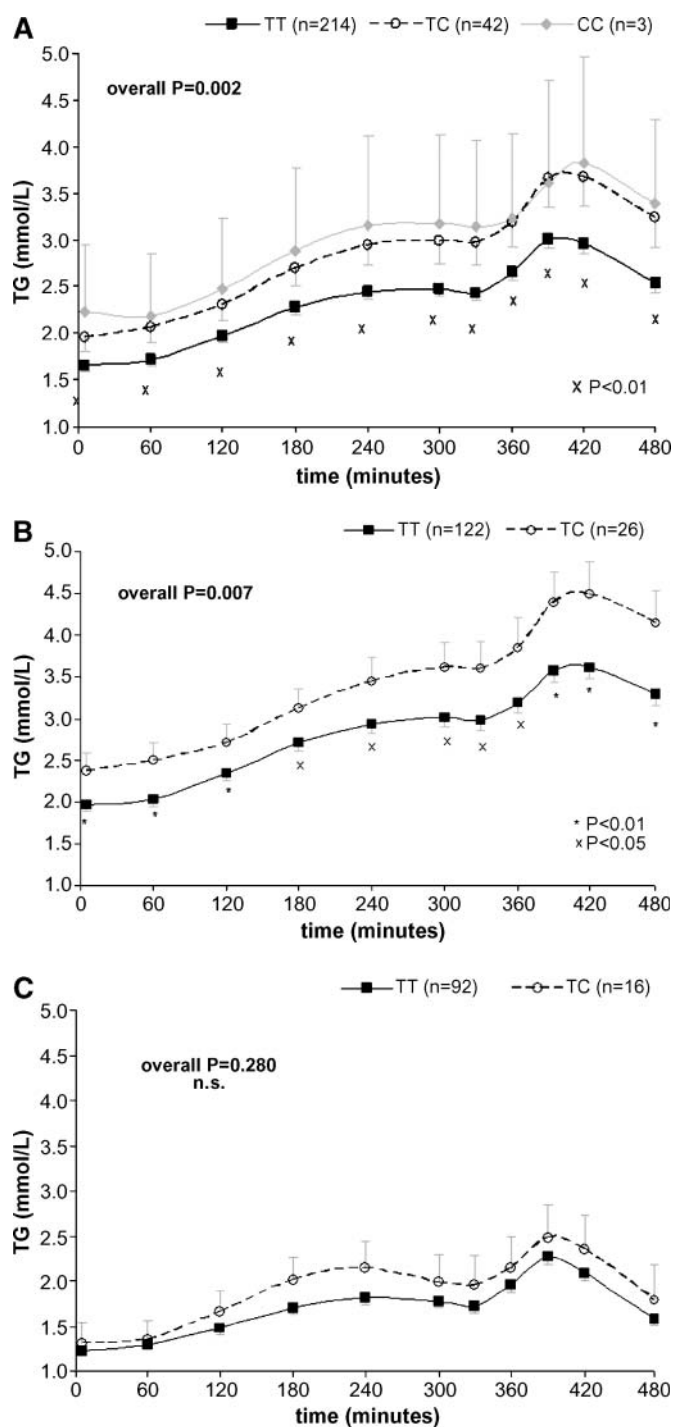 A
TT (n=214) TC (n=42) CC (n=3)
overall P=0.002
5.0
4.5
4.0
3.5
3.0
2.5
2.0
1.5
1.0
TG (mmol/L)
x P<0.01
0 60 120 180 240 300 360 420 480
time (minutes)
B
TT (n=122) TC (n=26)
overall P=0.007
5.0
4.5
4.0
3.5
3.0
2.5
2.0
1.5
1.0
TG (mmol/L)
* P<0.01
x P<0.05
0 60 120 180 240 300 360 420 480
time (minutes)
C
TT (n=92) TC (n=16)
overall P=0.280
n.s.
5.0
4.5
4.0
3.5
3.0
2.5
2.0
1.5
1.0
TG (mmol/L)
0 60 120 180 240 300 360 420 480
time (minutes)